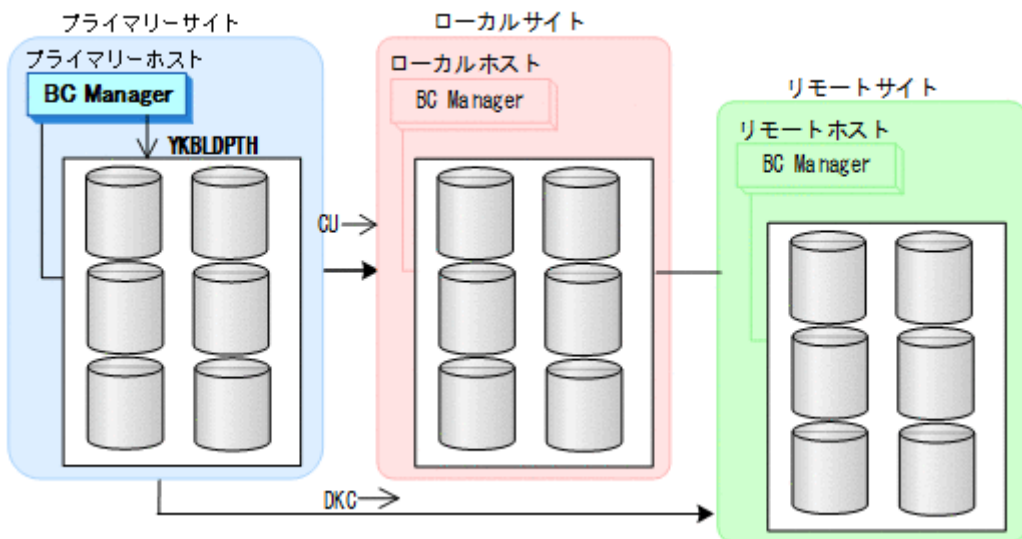 プライマリーサイト
プライマリーホスト
BC Manager
YKBLDPTH
ローカルサイト
ローカルホスト
BC Manager
リモートサイト
リモートホスト
BC Manager
CU
DKC